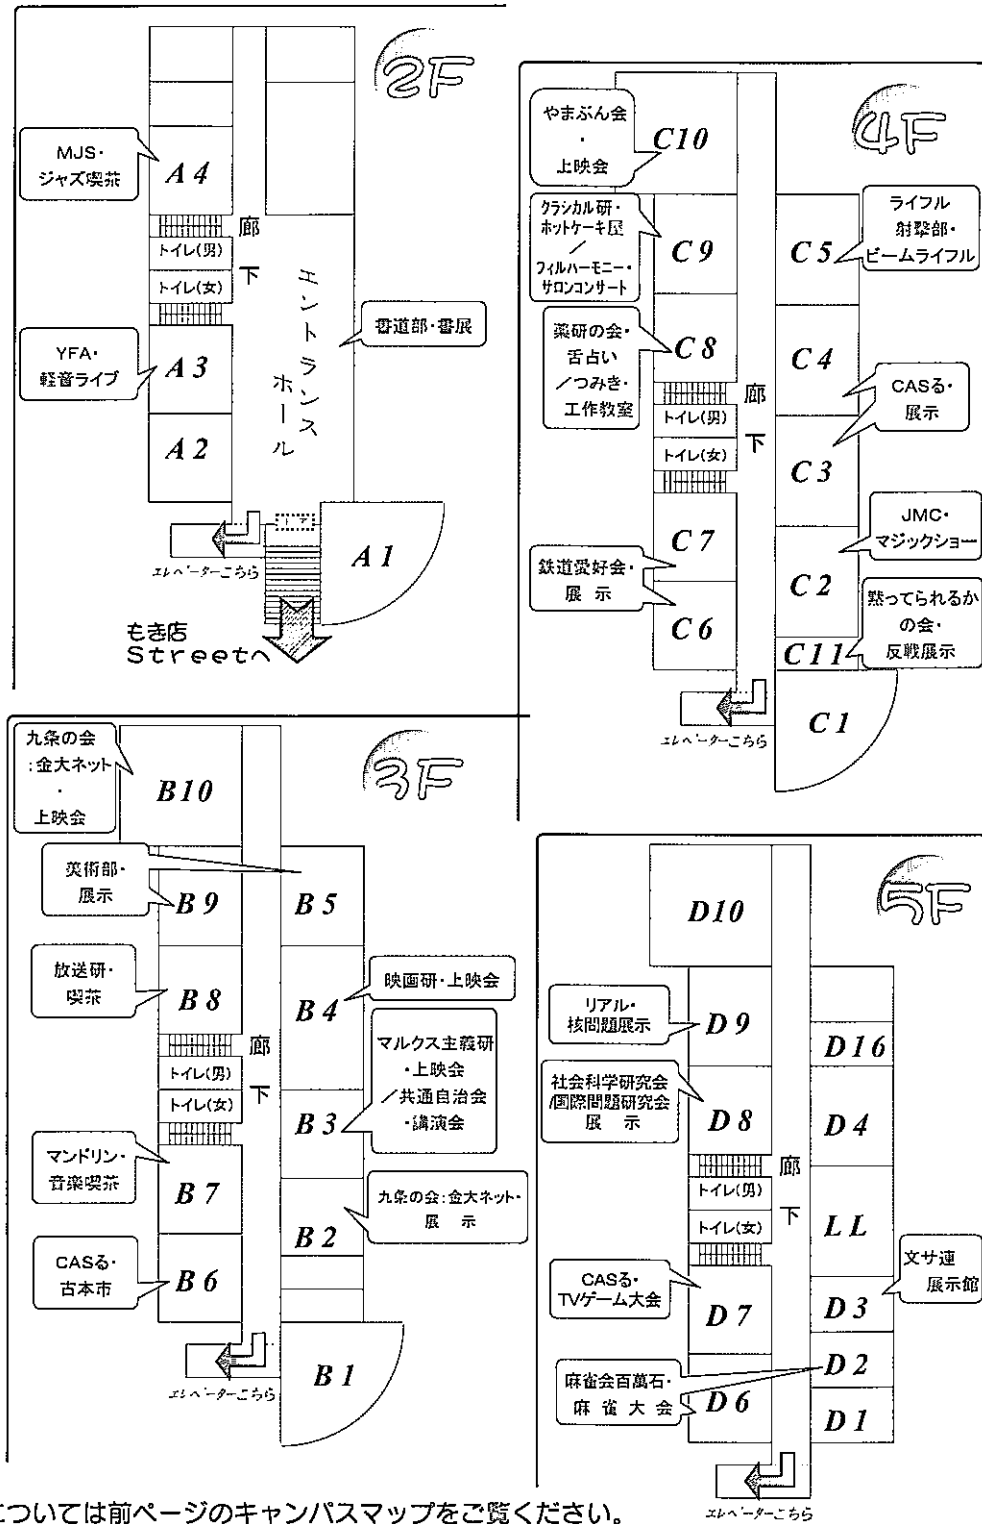 2F
MJS・
ジャズ喫茶
A4
廊
下
トイレ(男)
トイレ(女)
エントランス
ホール
書道部・書展
YFA・
軽音ライブ
A3
A2
ドア
A1
エレベーターこちら
もき店
Streetへ
4F
やまぶん会
・
上映会
C10
クラシカル研・
ホットケーキ屋
/
フィルハーモニー・
サロンコンサート
C9
C5
ライフル
射撃部・
ビームライフル
薬研の会・
舌占い
/つみき・
工作教室
C8
C4
廊
下
トイレ(男)
トイレ(女)
CASる・
展示
C3
C7
JMC・
マジックショー
鉄道愛好会・
展 示
C2
C6
黙ってられるか
の会・
反戦展示
C11
C1
エレベーターこちら
3F
九条の会
:金大ネット
・
上映会
B10
美術部・
展示
B9
B5
放送研・
喫茶
B8
B4
映画研・上映会
廊
下
トイレ(男)
トイレ(女)
マルクス主義研
・上映会
/共通自治会
・講演会
B3
マンドリン・
音楽喫茶
B7
B2
九条の会:金大ネット・
展 示
CASる・
古本市
B6
B1
エレベーターこちら
5F
D10
リアル・
核問題展示
D9
D16
社会科学研究会
/国際問題研究会
展 示
D8
D4
廊
下
トイレ(男)
トイレ(女)
LL
文サ連
展示館
CASる・
TVゲーム大会
D7
D3
麻雀会百萬石・
麻 雀 大 会
D6
D2
D1
エレベーターこちら
については前ページのキャンパスマップをご覧ください。